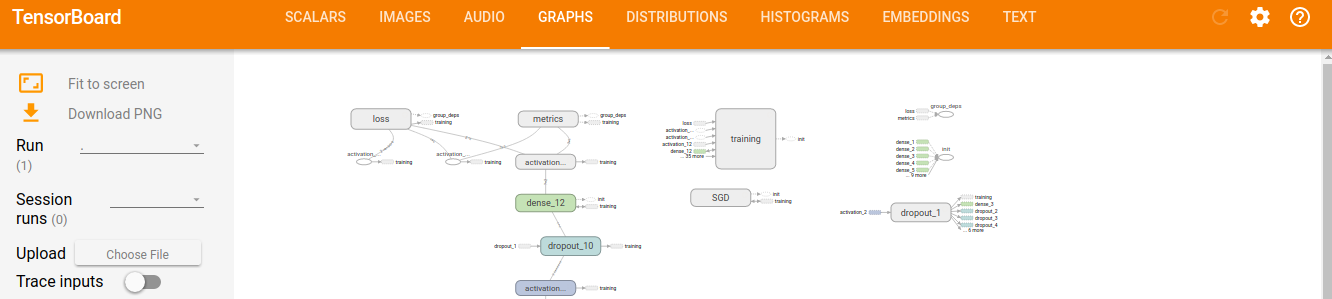 TensorBoard
SCALARS IMAGES AUDIO GRAPHS DISTRIBUTIONS HISTOGRAMS EMBEDDINGS TEXT
Fit to screen
Download PNG
Run
(1)
.
Session
runs (0)
Upload Choose File
Trace inputs
loss
group_deps
training
metrics
group_deps
training
activation...
training
activation...
training
activation...
training
dense_12
init
training
dropout_1
dropout_10
training
activation...
training
loss
activation_...
activation_...
activation_12
dense_12
... 35 more
training
init
SGD
init
training
group_deps
loss
metrics
init
dense_1
dense_2
dense_3
dense_4
dense_5
... 9 more
activation_2
dropout_1
training
dense_3
dropout_2
dropout_3
dropout_4
... 6 more